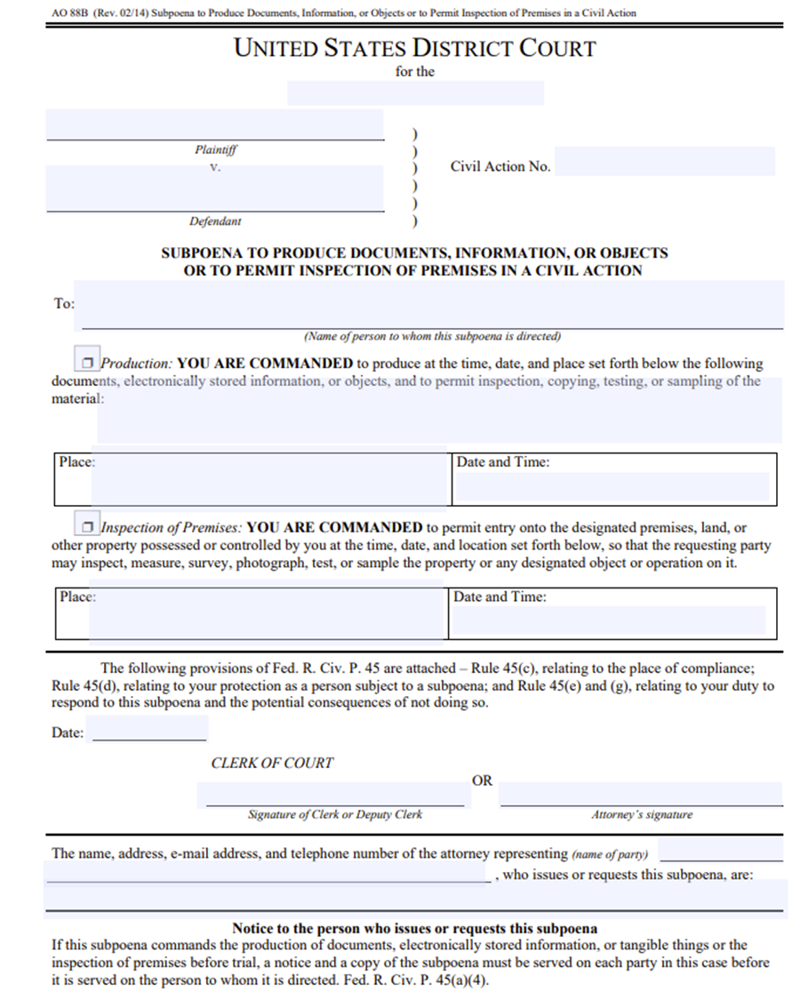 AO 88B (Rev. 02/14) Subpoena to Produce Documents, Information, or Objects or to Permit Inspection of Premises in a Civil Action
UNITED STATES DISTRICT COURT
for the
Plaintiff
v.
Defendant
)
)
)
)
)
)
Civil Action No.
SUBPOENA TO PRODUCE DOCUMENTS, INFORMATION, OR OBJECTS
OR TO PERMIT INSPECTION OF PREMISES IN A CIVIL ACTION
To:
(Name of person to whom this subpoena is directed)
❒ Production: YOU ARE COMMANDED to produce at the time, date, and place set forth below the following
documents, electronically stored information, or objects, and to permit inspection, copying, testing, or sampling of the
material:
Place: Date and Time:
❒ Inspection of Premises: YOU ARE COMMANDED to permit entry onto the designated premises, land, or
other property possessed or controlled by you at the time, date, and location set forth below, so that the requesting party
may inspect, measure, survey, photograph, test, or sample the property or any designated object or operation on it.
Place: Date and Time:
The following provisions of Fed. R. Civ. P. 45 are attached – Rule 45(c), relating to the place of compliance;
Rule 45(d), relating to your protection as a person subject to a subpoena; and Rule 45(e) and (g), relating to your duty to
respond to this subpoena and the potential consequences of not doing so.
Date:
CLERK OF COURT
OR
Signature of Clerk or Deputy Clerk Attorney's signature
The name, address, e-mail address, and telephone number of the attorney representing (name of party)
, who issues or requests this subpoena, are:
Notice to the person who issues or requests this subpoena
If this subpoena commands the production of documents, electronically stored information, or tangible things or the
inspection of premises before trial, a notice and a copy of the subpoena must be served on each party in this case before
it is served on the person to whom it is directed. Fed. R. Civ. P. 45(a)(4).